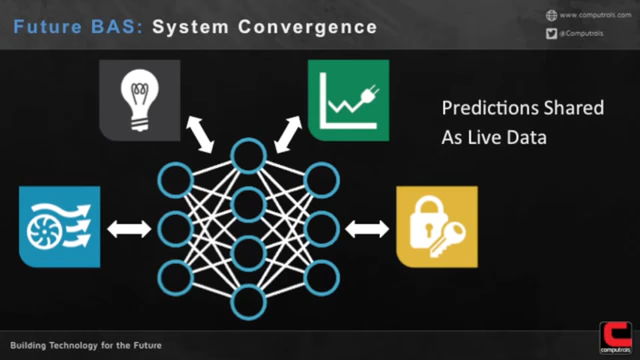 Future BAS: System Convergence
www.computrols.com
@Computrols
Predictions Shared
As Live Data
Building Technology for the Future
computrols